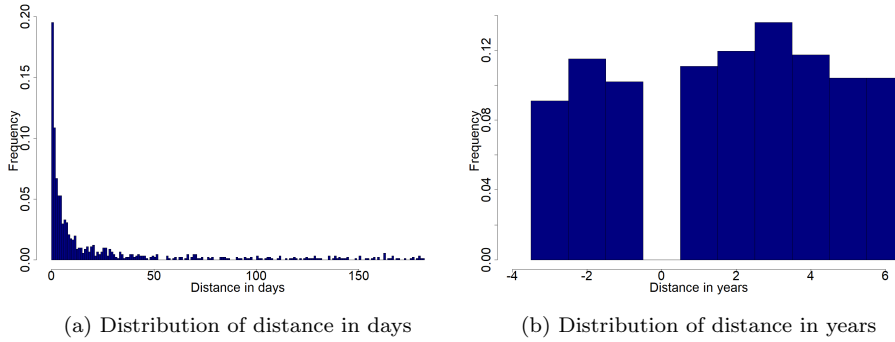 0.20
0.15
0.10
0.05
0.00
Frequency
0 50 100 150
Distance in days
(a) Distribution of distance in days
0.12
0.08
0.04
0.00
Frequency
-4 -2 0 2 4 6
Distance in years
(b) Distribution of distance in years